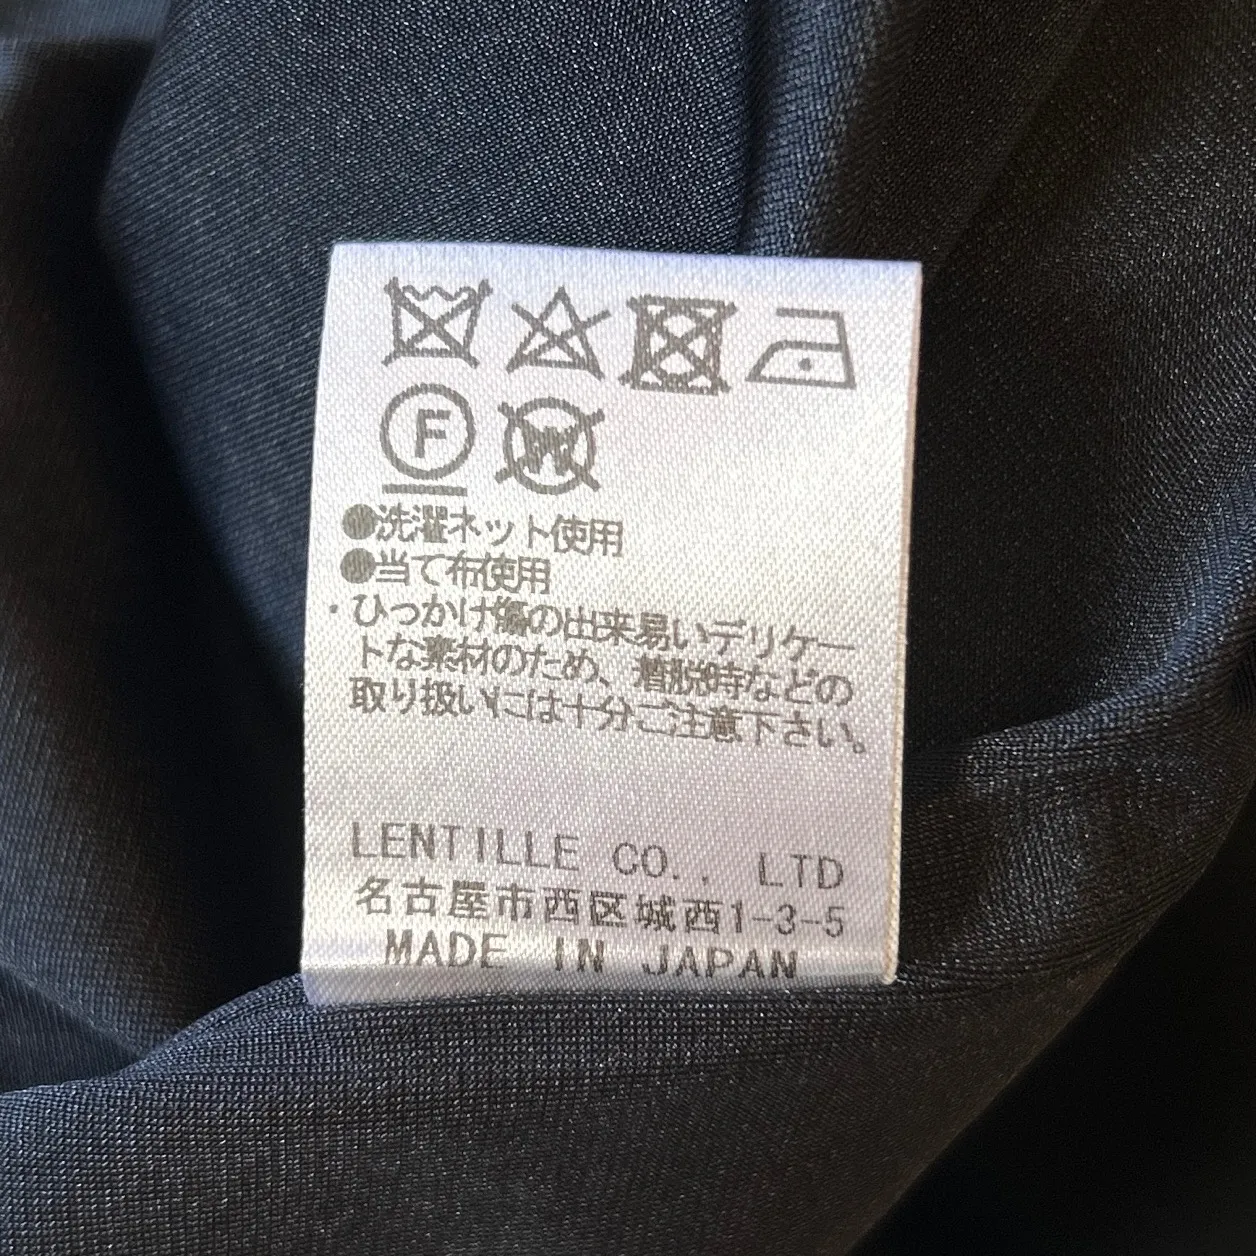 F W
●洗濯ネット使用
●当て布使用
・ひっかけ傷の出来易いデリケー
トな素材のため、着脱時などの
取り扱いには十分ご注意下さい。
LENTILLE CO., LTD
名古屋市西区城西1-3-5
MADE IN JAPAN